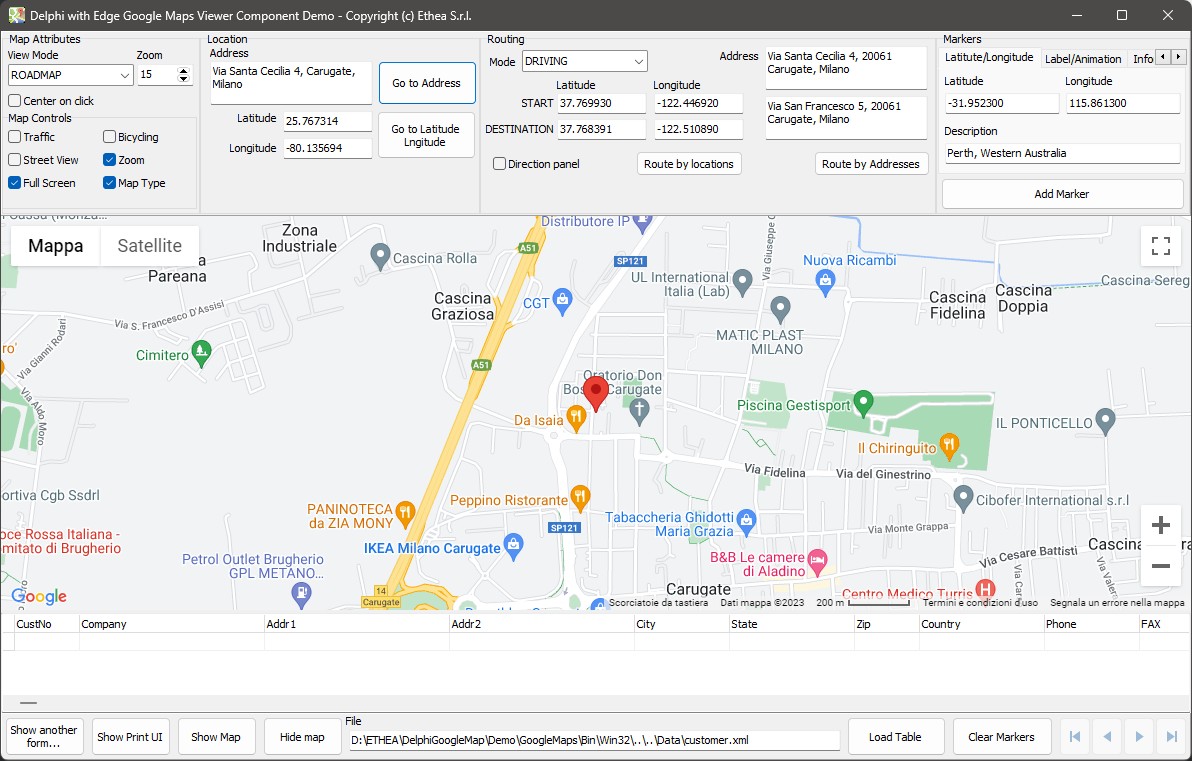 Delphi with Edge Google Maps Viewer Component Demo - Copyright (c) Ethea S.r.l.
Map Attributes
View Mode
Zoom
ROADMAP
15
Center on click
Map Controls
Traffic
Bicycling
Street View
Zoom
Full Screen
Map Type
Location
Address
Via Santa Cecilia 4, Carugate,
Milano
Go to Address
Latitude
25.767314
Longitude
-80.135694
Go to Latitude
Lngitude
Routing
Mode
DRIVING
Latitude
Longitude
START
37.769930
-122.446920
DESTINATION
37.768391
-122.510890
Direction panel
Route by locations
Address
Via Santa Cecilia 4, 20061
Carugate, Milano
Via San Francesco 5, 20061
Carugate, Milano
Route by Addresses
Markers
Latitute/Longitude
Label/Animation
Info
Latitude
Longitude
-31.952300
115.861300
Description
Perth, Western Australia
Add Marker
Mappa
Satellite
Pareana
Zona
Industriale
Distributore IP
Cascina Rolla
A51
SP121
Via Giuseppe
Nuova Ricambi
UL International
Italia (Lab)
Cascina
Graziosa
CGT
Cascina
Fidelina
Cascina
Doppia
Cascina Sereg
Via S. Francesco D'Assisi
Via Gianni Rodari
MATIC PLAST
MILANO
Cimitero
A51
Via Aldo Moro
Oratorio Don
Bosco Carugate
Da Isaia
Piscina Gestisport
IL PONTICELLO
Il Chiringuito
Via Fidelina
Via del Ginestrino
ortiva Cgb Ssdrl
Peppino Ristorante
PANINOTECA
da ZIA MONY
SP121
Tabaccheria Ghidotti
Maria Grazia
Cibofer International s.r.l
Via Monte Grappa
oce Rossa Italiana -
mitato di Brugherio
IKEA Milano Carugate
Petrol Outlet Brugherio
GPL METANO...
B&B Le camere
di Aladino
Via Cesare Battisti
14
Carugate
Carugate
Centro Medico Turris
Google
Scorciatoie da tastiera
Dati mappa ©2023
200 m
Termini e condizioni d'uso
Segnala un errore nella mappa
CustNo
Company
Addr1
Addr2
City
State
Zip
Country
Phone
FAX
Show another
form...
Show Print UI
Show Map
Hide map
File
D:\ETHEA\DelphiGoogleMap\Demo\GoogleMaps\Bin\Win32\..\..\Data\customer.xml
Load Table
Clear Markers